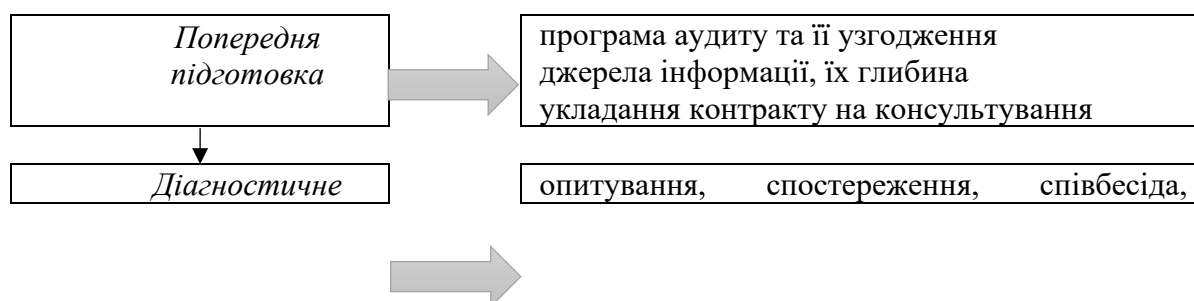 Попередня
підготовка
програма аудиту та її узгодження
джерела інформації, їх глибина
укладання контракту на консультування
Діагностичне
опитування, спостереження, співбесіда,